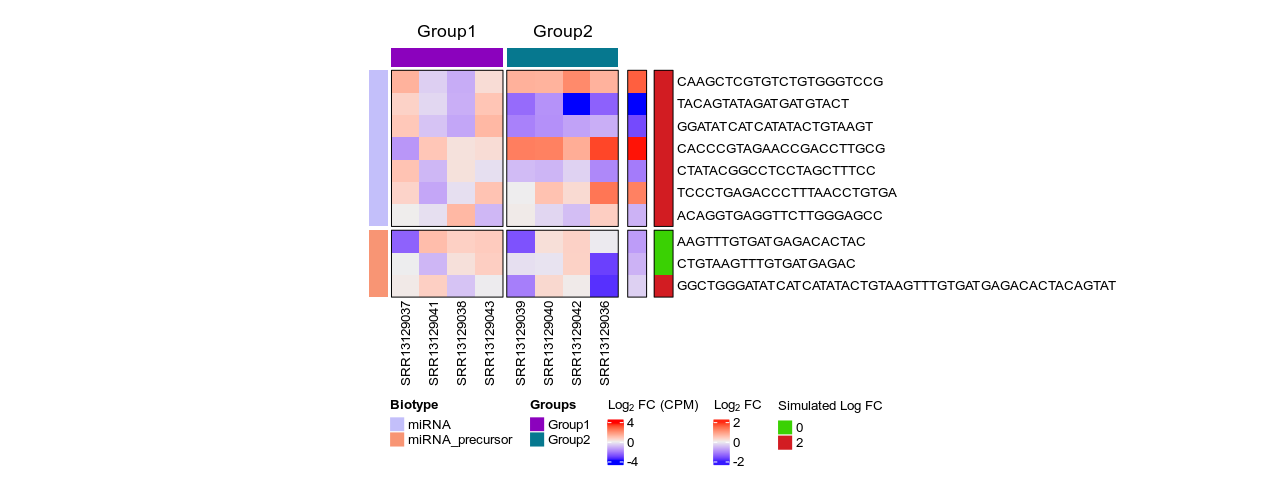 Group1
Group2
CAAGCTCGTGTCTGTGGGTCCG
TACAGTATAGATGATGTACT
GGATATCATCATATACTGTAAGT
CACCCGTAGAACCGACCTTGCG
CTATACGGCCTCCTAGCTTTCC
TCCCTGAGACCCTTTAACCTGTGA
ACAGGTGAGGTTCTTGGGAGCC
AAGTTTGTGATGAGACACTAC
CTGTAAGTTTGTGATGAGAC
GGCTGGGATATCATCATATACTGTAAGTTTGTGATGAGACACTACAGTAT
SRR13129037
SRR13129041
SRR13129038
SRR13129043
SRR13129039
SRR13129040
SRR13129042
SRR13129036
Biotype
miRNA
miRNA_precursor
Groups
Group1
Group2
Log₂ FC (CPM)
4
0
-4
Log₂ FC
2
0
-2
Simulated Log FC
0
2